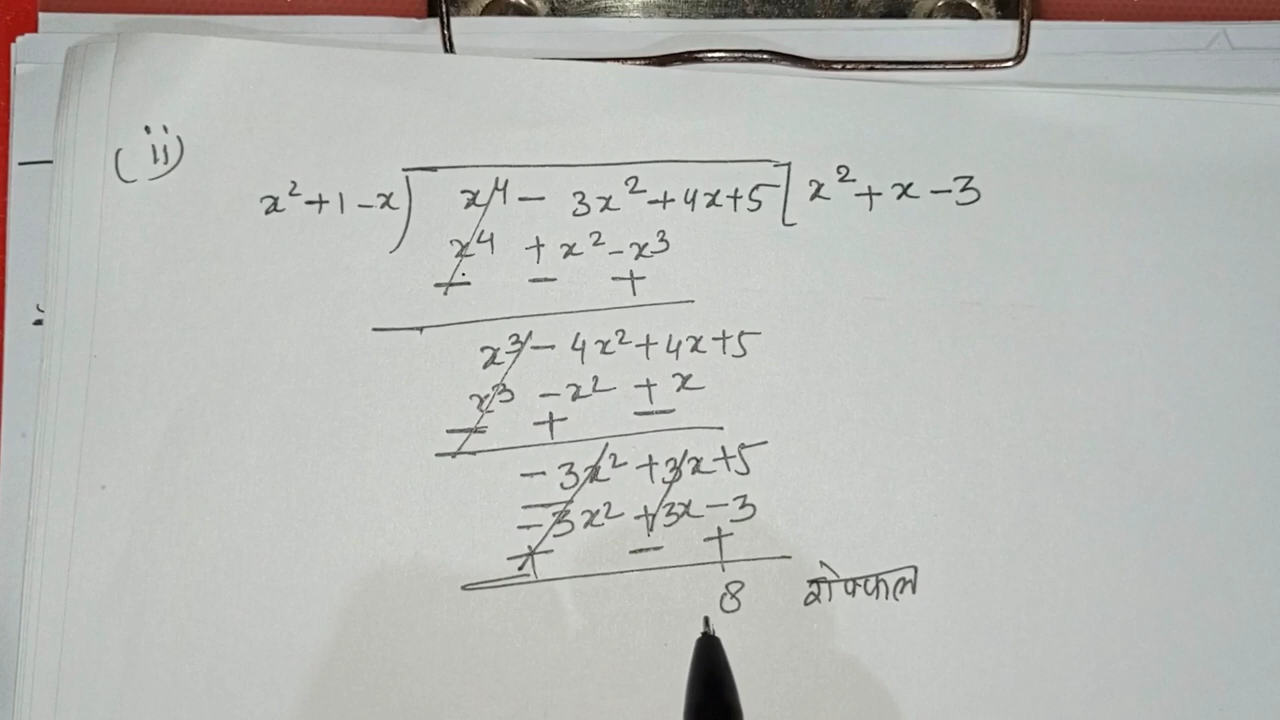 (ii)
x²+1-x) x⁴ - 3x²+4x+5 [x²+x-3
x⁴ +x²-x³
- - +
x³-4x²+4x+5
x³ -x² +x
- + -
-3x²+3x+5
-3x²+3x-3
+ - +
8 शेषफल